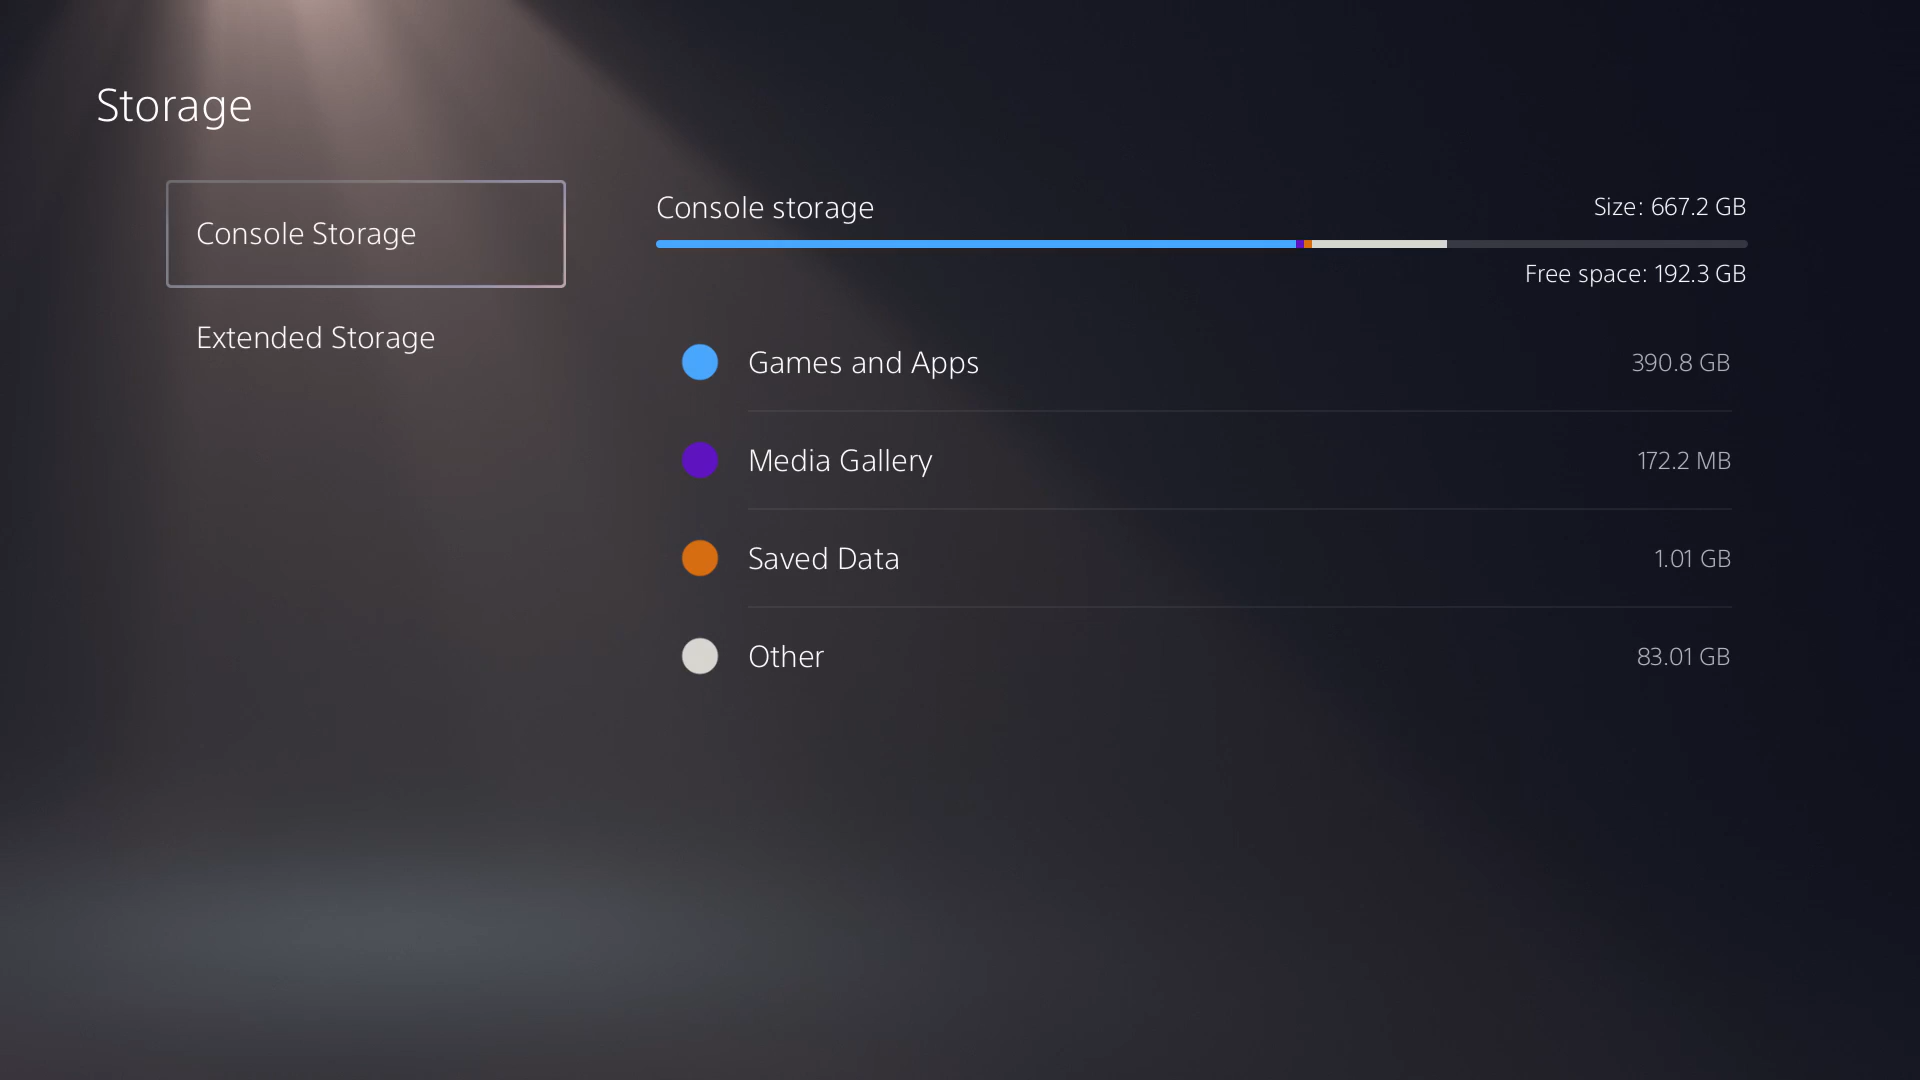 Storage
Console Storage
Extended Storage
Console storage
Size: 667.2 GB
Free space: 192.3 GB
Games and Apps
390.8 GB
Media Gallery
172.2 MB
Saved Data
1.01 GB
Other
83.01 GB